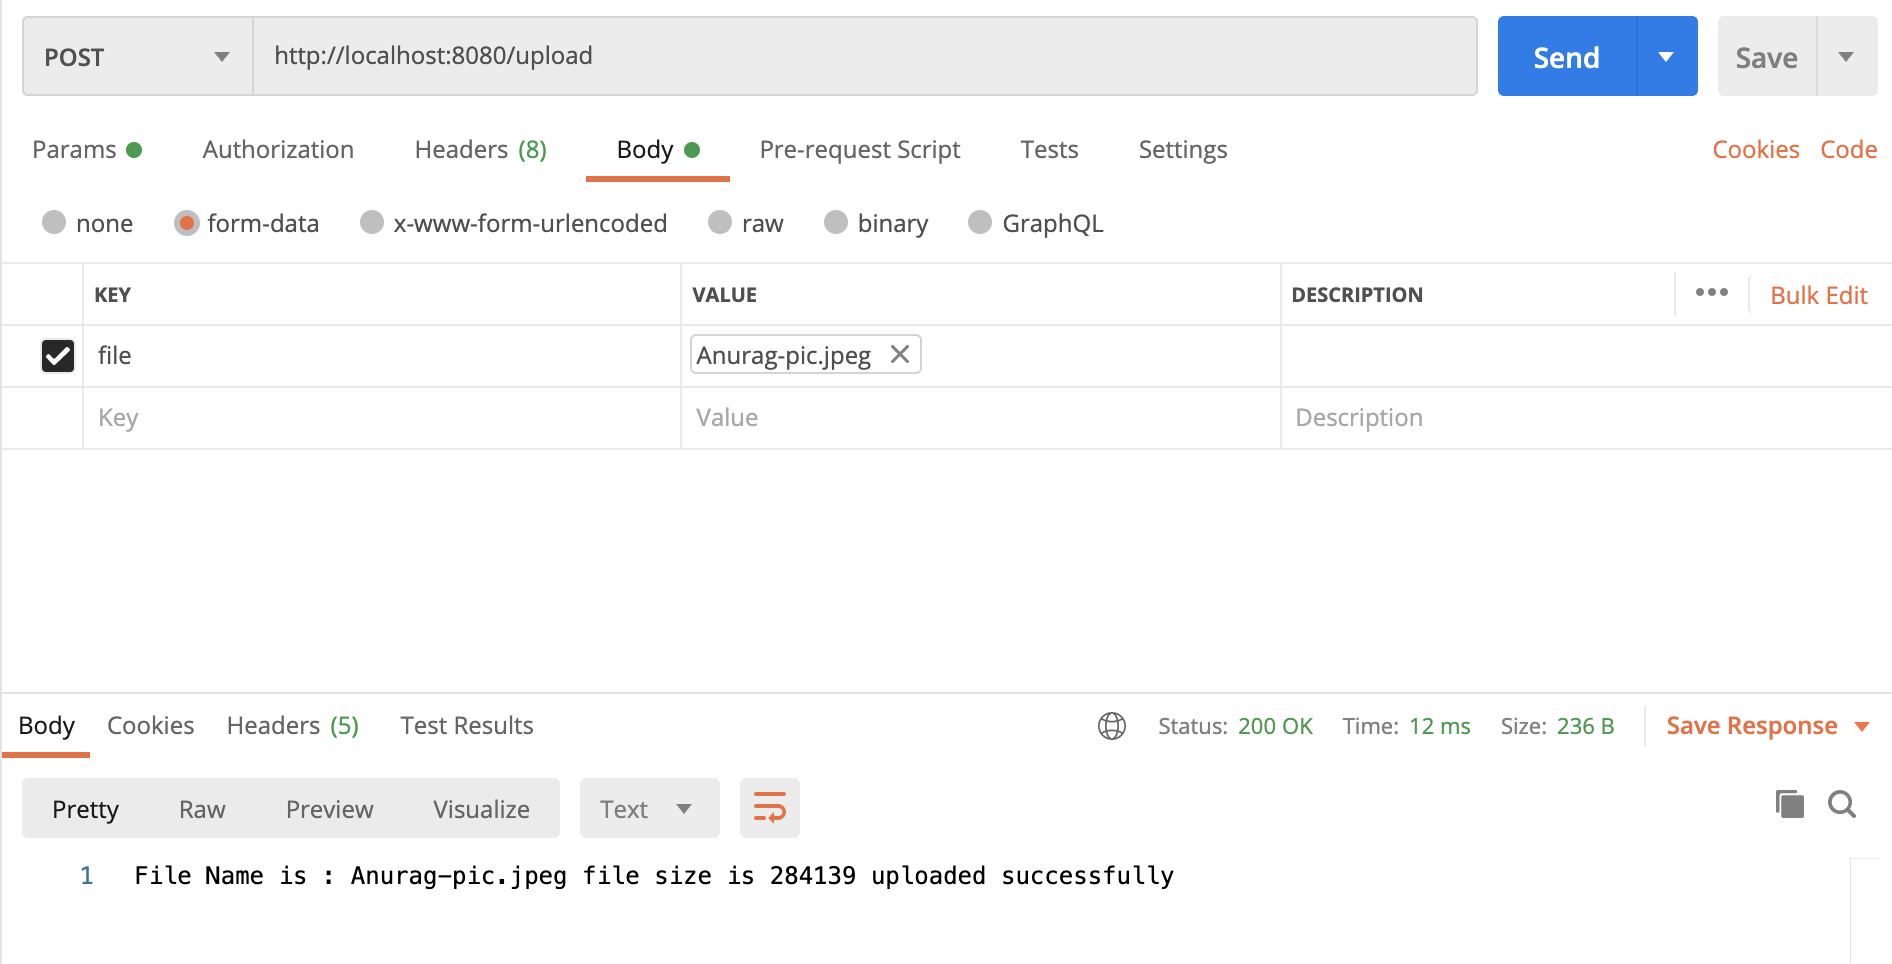 POST http://localhost:8080/upload Send Save
Params Authorization Headers (8) Body Pre-request Script Tests Settings Cookies Code
none form-data x-www-form-urlencoded raw binary GraphQL
KEY VALUE DESCRIPTION ••• Bulk Edit
file Anurag-pic.jpeg
Key Value Description
Body Cookies Headers (5) Test Results Status: 200 OK Time: 12 ms Size: 236 B Save Response
Pretty Raw Preview Visualize Text
1 File Name is : Anurag-pic.jpeg file size is 284139 uploaded successfully